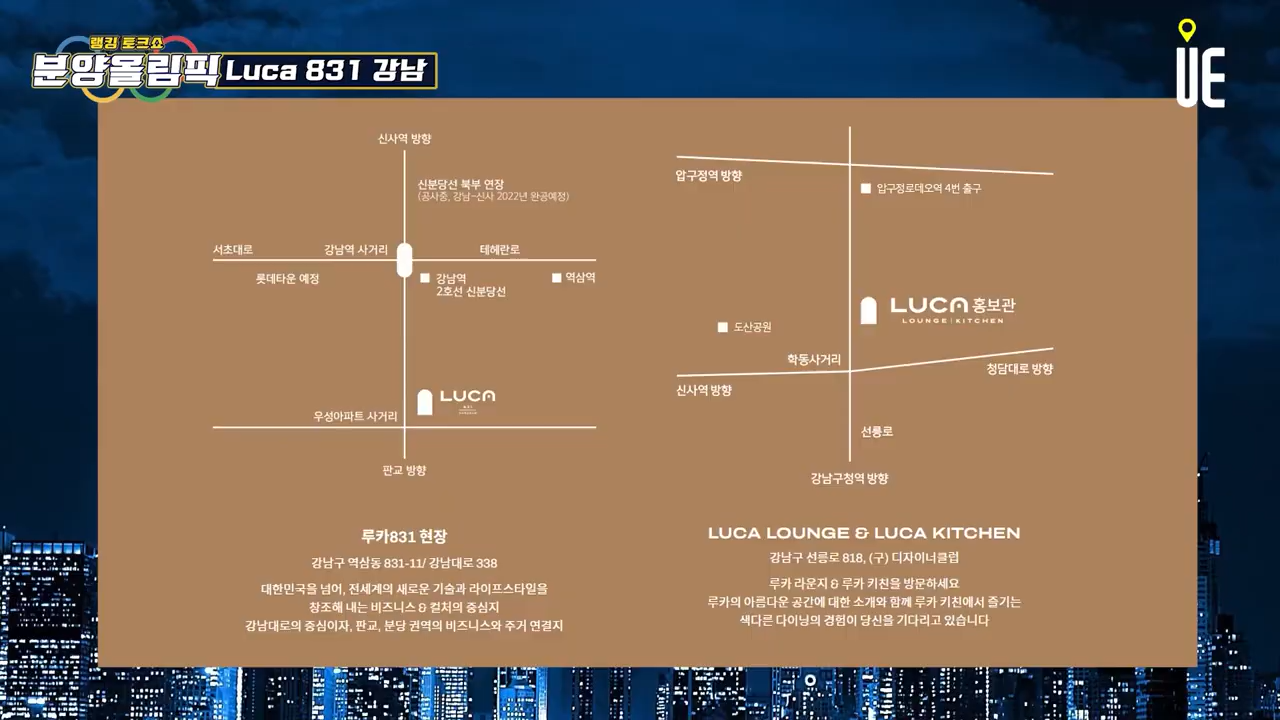 랭킹 토크쇼
분양올림픽 Luca 831 강남
UE
신사역 방향
신분당선 북부 연장
(공사중, 강남~신사 2022년 완공예정)
서초대로
강남역 사거리
테헤란로
롯데타운 예정
강남역
2호선 신분당선
역삼역
LUCA
우성아파트 사거리
판교 방향
루카831 현장
강남구 역삼동 831-11/ 강남대로 338
대한민국을 넘어, 전세계의 새로운 기술과 라이프스타일을
창조해 내는 비즈니스 & 컬처의 중심지
강남대로의 중심이자, 판교, 분당 권역의 비즈니스와 주거 연결지
압구정역 방향
압구정로데오역 4번 출구
LUCA 홍보관
LOUNGE | KITCHEN
도산공원
학동사거리
청담대로 방향
신사역 방향
선릉로
강남구청역 방향
LUCA LOUNGE & LUCA KITCHEN
강남구 선릉로 818, (구) 디자이너클럽
루카 라운지 & 루카 키친을 방문하세요
루카의 아름다운 공간에 대한 소개와 함께 루카 키친에서 즐기는
색다른 다이닝의 경험이 당신을 기다리고 있습니다